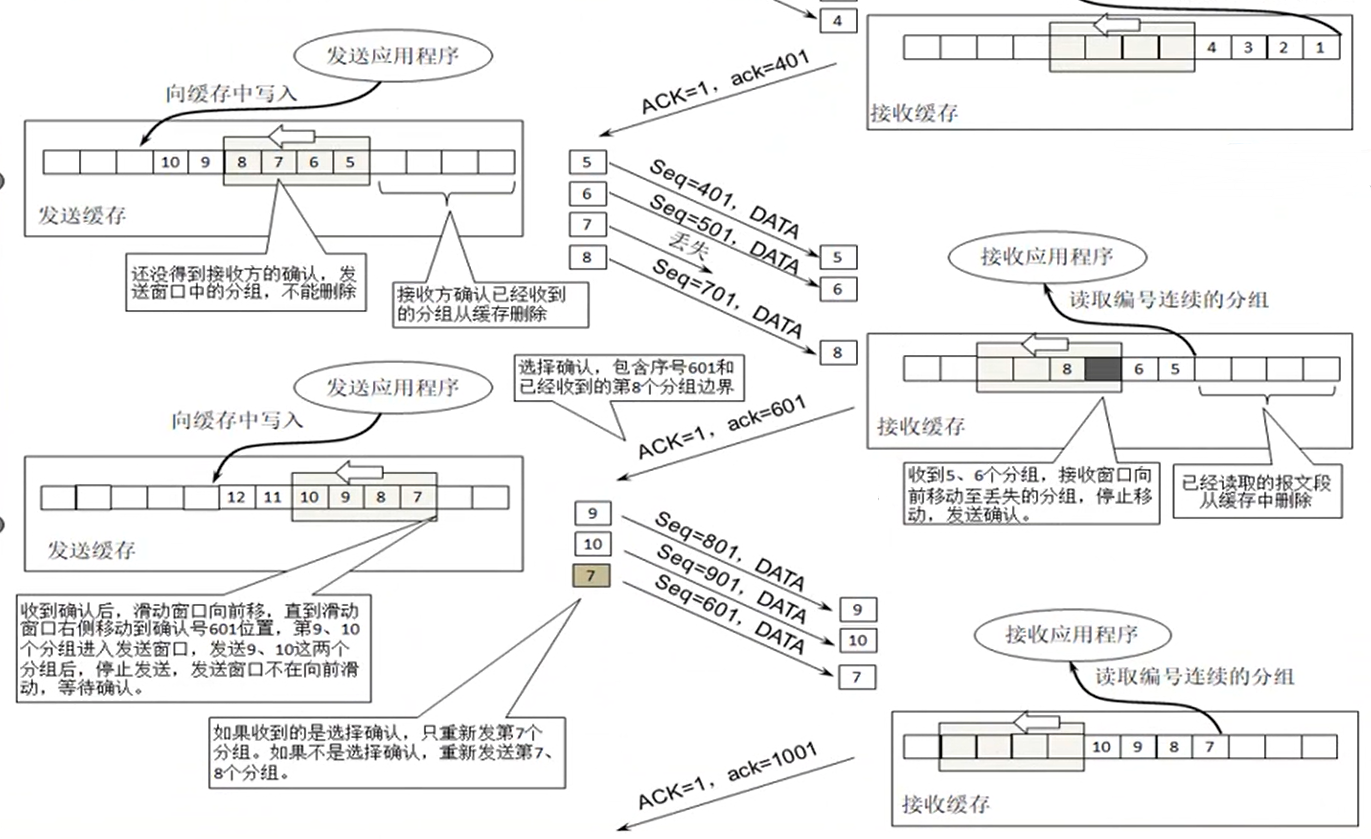 4
4 3 2 1
接收缓存
ACK=1，ack=401
发送应用程序
向缓存中写入
10 9 8 7 6 5
发送缓存
还没得到接收方的确认，发
送窗口中的分组，不能删除
接收方确认已经收到
的分组从缓存删除
5
6
7
8
Seq=401，DATA
Seq=501，DATA
丢失
Seq=701，DATA
5
6
8
接收应用程序
读取编号连续的分组
8 6 5
接收缓存
收到5、6个分组，接收窗口向
前移动至丢失的分组，停止移
动，发送确认。
已经读取的报文段
从缓存中删除
选择确认，包含序号601和
已经收到的第8个分组边界
ACK=1，ack=601
发送应用程序
向缓存中写入
12 11 10 9 8 7
发送缓存
收到确认后，滑动窗口向前移，直到滑动
窗口右侧移动到确认号601位置，第9、10
个分组进入发送窗口，发送9、10这两个
分组后，停止发送，发送窗口不在向前滑
动，等待确认。
9
10
7
Seq=801，DATA
Seq=901，DATA
Seq=601，DATA
9
10
7
如果收到的是选择确认，只重新发第7个
分组。如果不是选择确认，重新发送第7、
8个分组。
接收应用程序
读取编号连续的分组
10 9 8 7
接收缓存
ACK=1，ack=1001